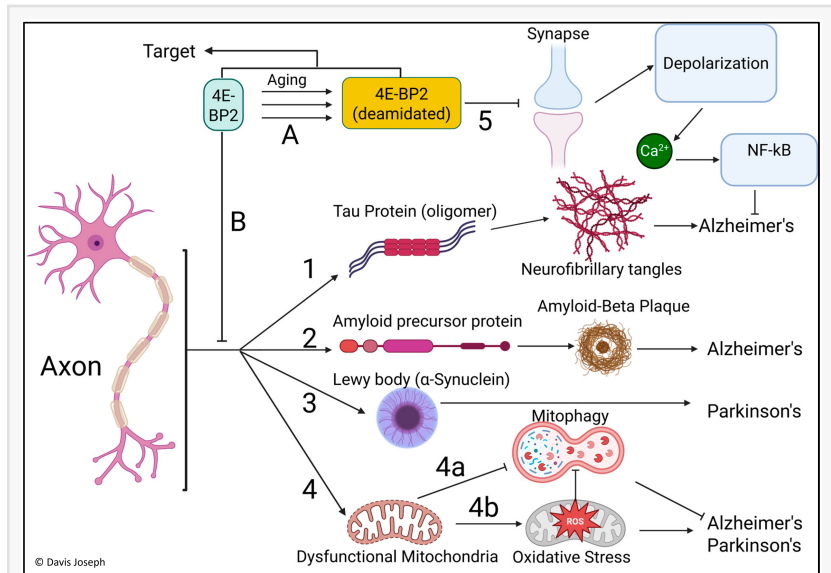 Synapse
Target
Depolarization
4E-
BP2
Aging
A
4E-BP2
(deamidated)
5
Ca²⁺
NF-kB
B
Tau Protein (oligomer)
Alzheimer's
Neurofibrillary tangles
1
Amyloid-Beta Plaque
2
Amyloid precursor protein
Alzheimer's
Axon
Lewy body (α-Synuclein)
3
Parkinson's
Mitophagy
4
4a
4b
ROS
Alzheimer's
Parkinson's
Dysfunctional Mitochondria
Oxidative Stress
© Davis Joseph